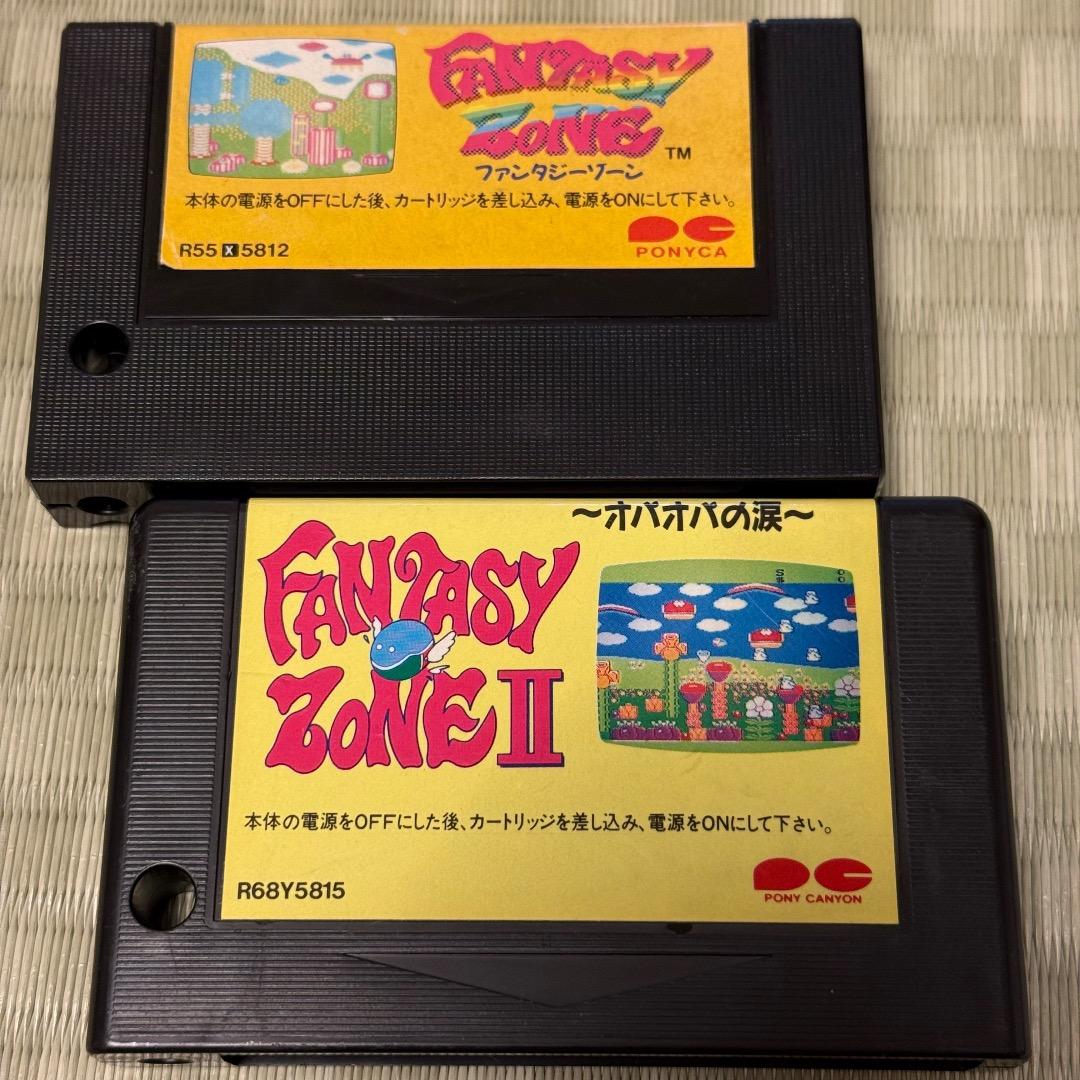 FANTASY
ZONE
TM
ファンタジーゾーン
本体の電源をOFFにした後、カートリッジを差し込み、電源をONにして下さい。
R55X5812
PONYCA
〜オパオパの涙〜
FANTASY
ZONE II
本体の電源をOFFにした後、カートリッジを差し込み、電源をONにして下さい。
R68Y5815
PONY CANYON